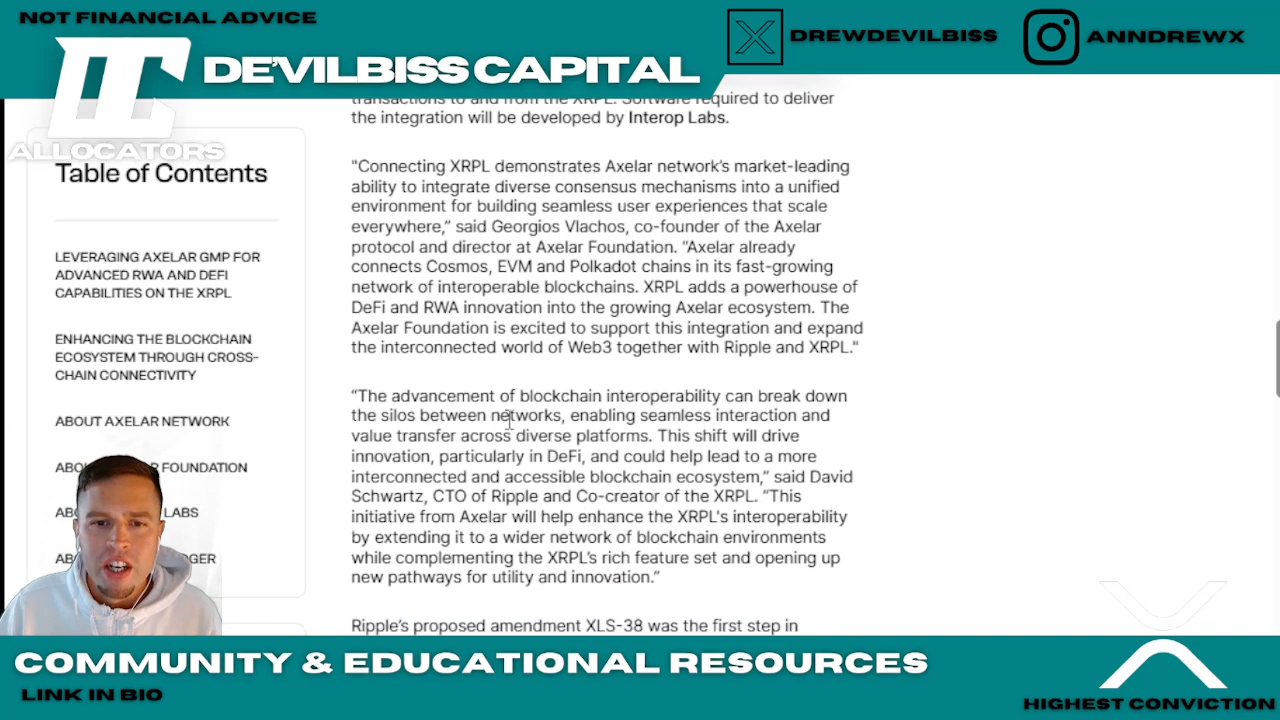 NOT FINANCIAL ADVICE
DREWDEVILBISS
ANNDREWX
DE'VILBISS CAPITAL
ALLOCATORS
Table of Contents
LEVERAGING AXELAR GMP FOR
ADVANCED RWA AND DEFI
CAPABILITIES ON THE XRPL
ENHANCING THE BLOCKCHAIN
ECOSYSTEM THROUGH CROSS-
CHAIN CONNECTIVITY
ABOUT AXELAR NETWORK
FOUNDATION
LABS
transactions to and from the XRPL. Software required to deliver
the integration will be developed by Interop Labs.
"Connecting XRPL demonstrates Axelar network's market-leading
ability to integrate diverse consensus mechanisms into a unified
environment for building seamless user experiences that scale
everywhere," said Georgios Vlachos, co-founder of the Axelar
protocol and director at Axelar Foundation. "Axelar already
connects Cosmos, EVM and Polkadot chains in its fast-growing
network of interoperable blockchains. XRPL adds a powerhouse of
DeFi and RWA innovation into the growing Axelar ecosystem. The
Axelar Foundation is excited to support this integration and expand
the interconnected world of Web3 together with Ripple and XRPL."
"The advancement of blockchain interoperability can break down
the silos between networks, enabling seamless interaction and
value transfer across diverse platforms. This shift will drive
innovation, particularly in DeFi, and could help lead to a more
interconnected and accessible blockchain ecosystem," said David
Schwartz, CTO of Ripple and Co-creator of the XRPL. "This
initiative from Axelar will help enhance the XRPL's interoperability
by extending it to a wider network of blockchain environments
while complementing the XRPL's rich feature set and opening up
new pathways for utility and innovation."
Ripple's proposed amendment XLS-38 was the first step in
COMMUNITY & EDUCATIONAL RESOURCES
LINK IN BIO
HIGHEST CONVICTION